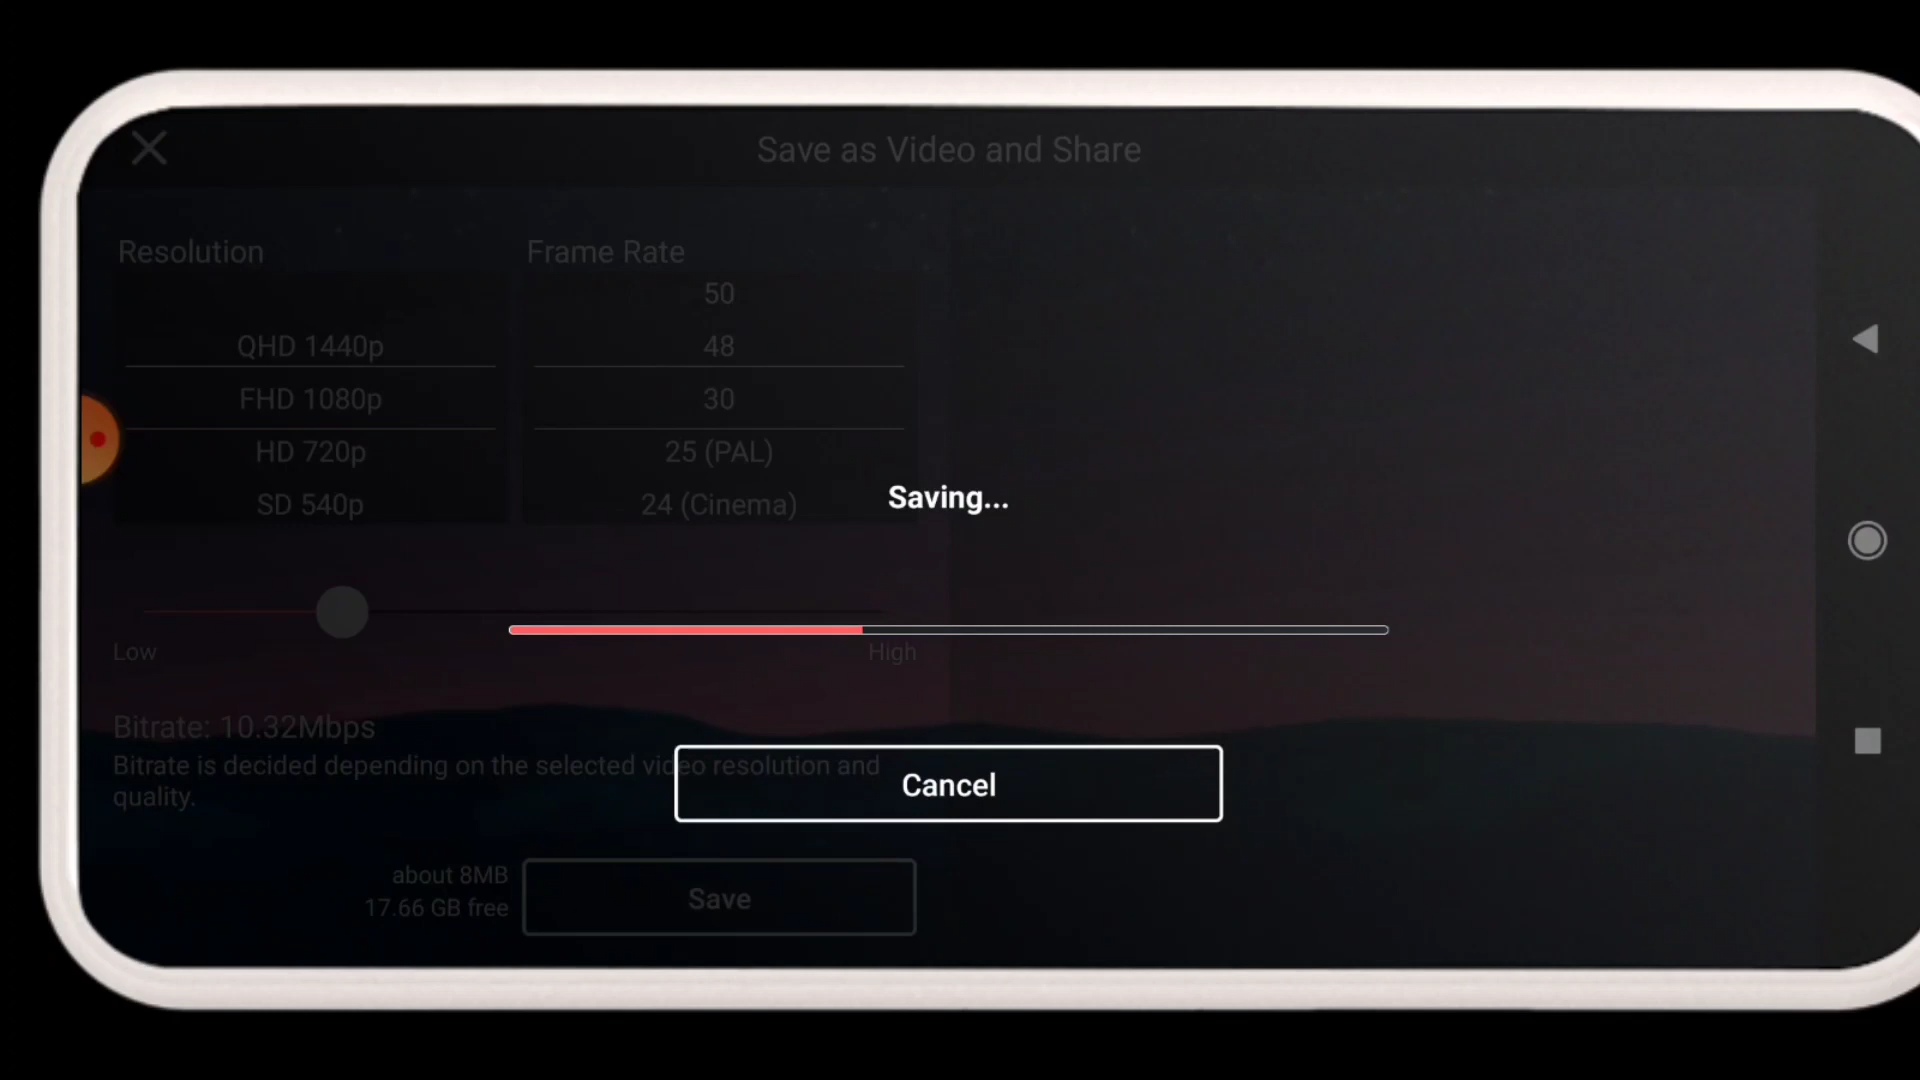 Save as Video and Share
Resolution
Frame Rate
50
QHD 1440p
48
FHD 1080p
30
HD 720p
25 (PAL)
SD 540p
24 (Cinema)
Saving...
Low
High
Bitrate: 10.32Mbps
Bitrate is decided depending on the selected video resolution and
quality.
Cancel
about 8MB
17.66 GB free
Save